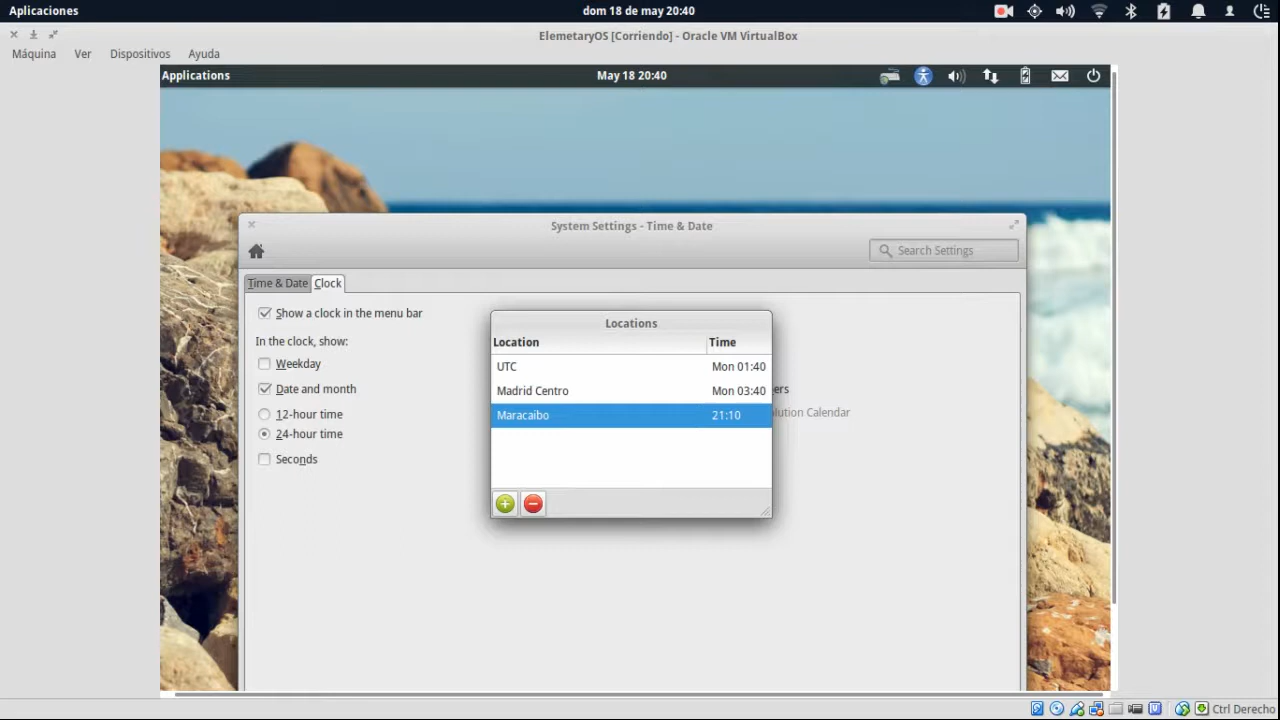 Aplicaciones
dom 18 de may 20:40
ElemetaryOS [Corriendo] - Oracle VM VirtualBox
Máquina Ver Dispositivos Ayuda
Applications
May 18 20:40
System Settings - Time & Date
Search Settings
Time & Date Clock
Show a clock in the menu bar
In the clock, show:
Weekday
Date and month
12-hour time
24-hour time
Seconds
Locations
Location Time
UTC Mon 01:40
Madrid Centro Mon 03:40
Maracaibo 21:10
ers
lution Calendar
Ctrl Derecho